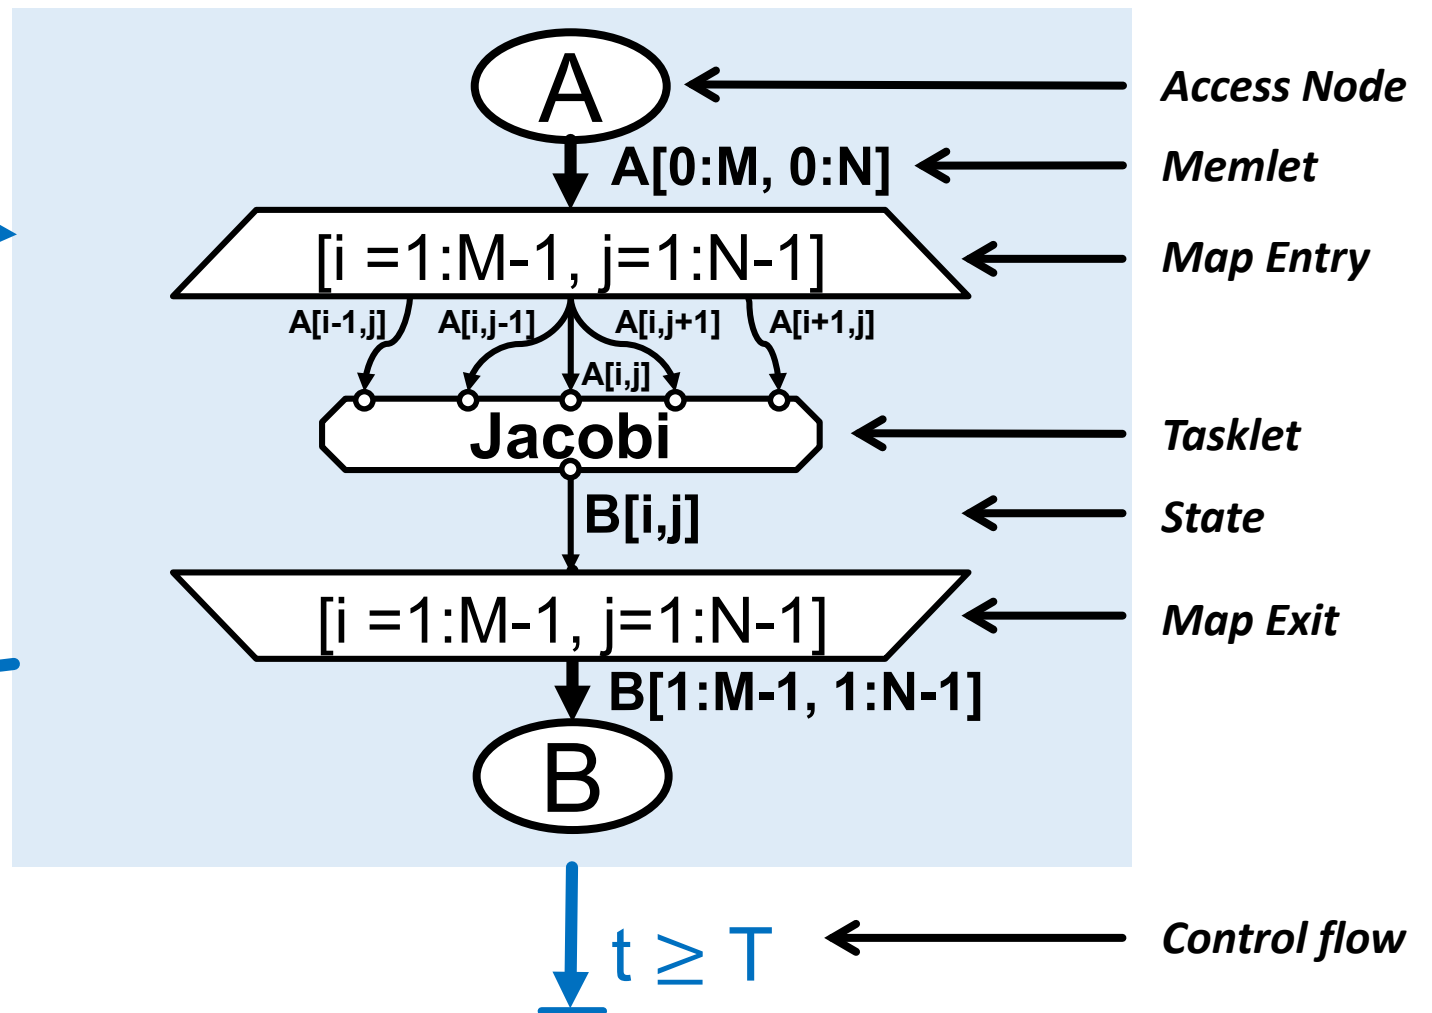 A
Access Node
A[0:M, 0:N]
Memlet
[i =1:M-1, j=1:N-1]
Map Entry
A[i-1,j]
A[i,j-1]
A[i,j+1]
A[i+1,j]
A[i,j]
Jacobi
Tasklet
B[i,j]
State
[i =1:M-1, j=1:N-1]
Map Exit
B[1:M-1, 1:N-1]
B
t ≥ T
Control flow